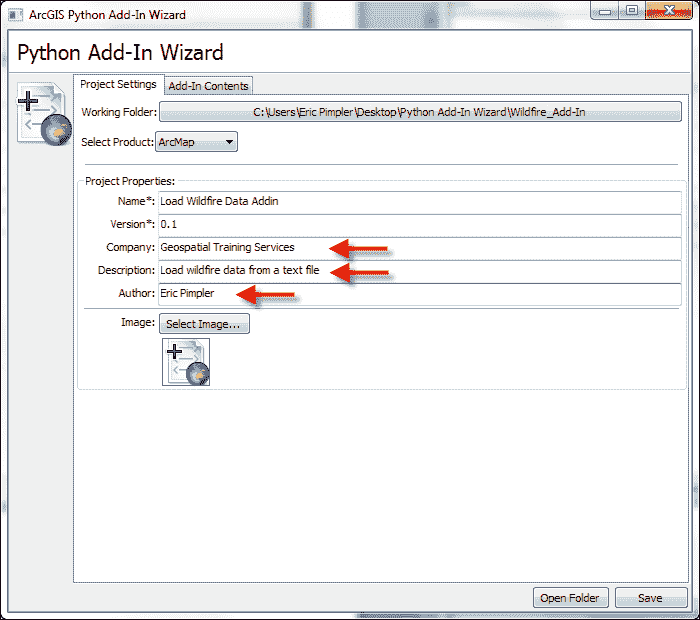 ArcGIS Python Add-In Wizard
Python Add-In Wizard
Project Settings Add-In Contents
Working Folder: C:\Users\Eric Pimpler\Desktop\Python Add-In Wizard\Wildfire_Add-In
Select Product: ArcMap
Project Properties:
Name*: Load Wildfire Data Addin
Version*: 0.1
Company: Geospatial Training Services
Description: Load wildfire data from a text file
Author: Eric Pimpler
Image: Select Image...
Open Folder Save